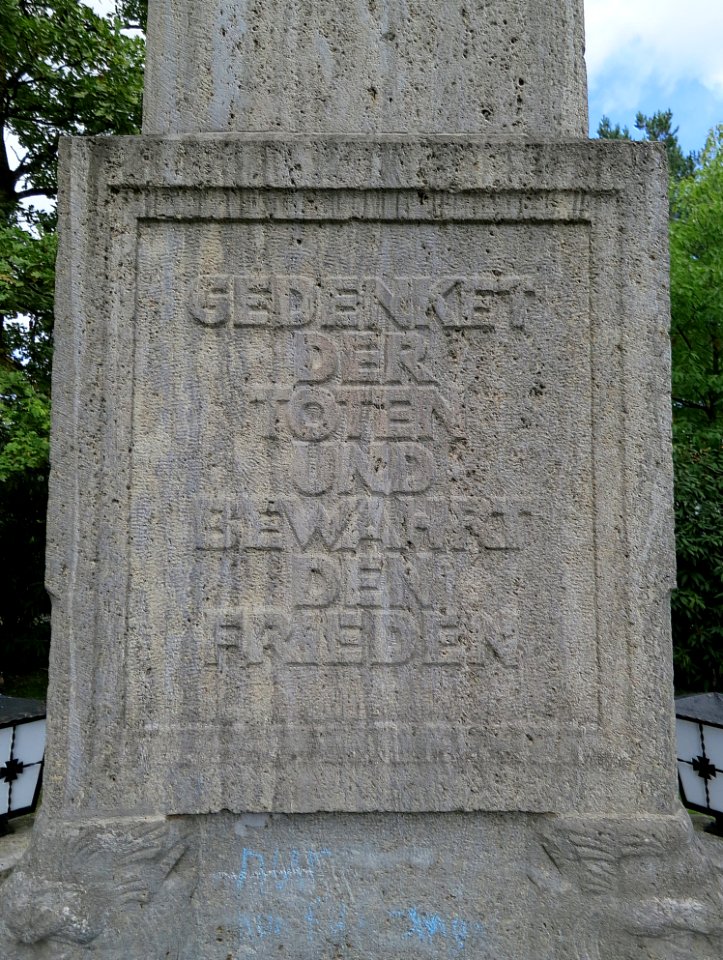 GEDENKET
DER
TOTEN
UND
BEWAHRT
DEN
FRIEDEN